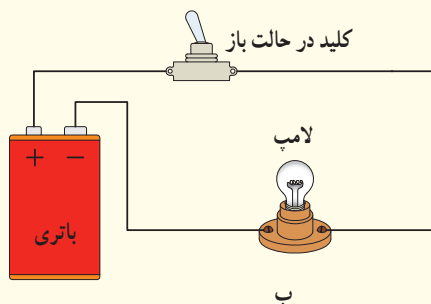 کلید در حالت باز
لامپ
+ −
باتری
ب